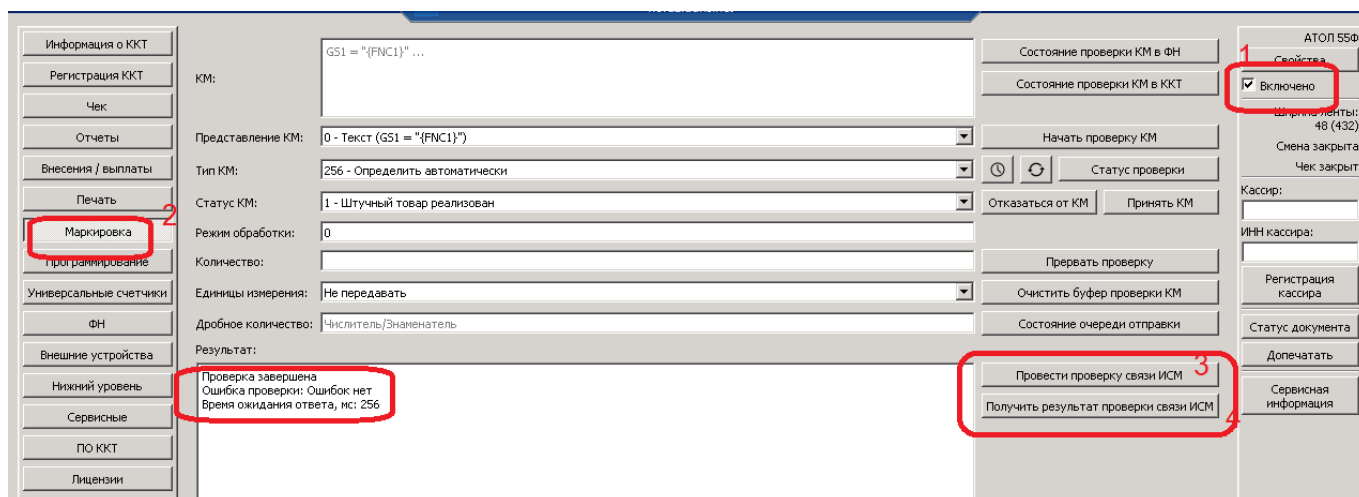 Информация о ККТ
Регистрация ККТ
Чек
Отчеты
Внесения / выплаты
Печать
2
Маркировка
Программирование
Универсальные счетчики
ФН
Внешние устройства
Нижний уровень
Сервисные
ПО ККТ
Лицензии
КМ:
GS1 = "{FNC1}" ...
Представление КМ:
0 - Текст (GS1 = "{FNC1}")
Тип КМ:
256 - Определить автоматически
Статус КМ:
1 - Штучный товар реализован
Режим обработки:
0
Количество:
Единицы измерения:
Не передавать
Дробное количество:
Числитель/Знаменатель
Результат:
Проверка завершена
Ошибка проверки: Ошибок нет
Время ожидания ответа, мс: 256
Состояние проверки КМ в ФН
Состояние проверки КМ в ККТ
Начать проверку КМ
Статус проверки
Отказаться от КМ
Принять КМ
Прервать проверку
Очистить буфер проверки КМ
Состояние очереди отправки
Провести проверку связи ИСМ
3
Получить результат проверки связи ИСМ
4
АТОЛ 55Ф
1
Свойства
Включено
Ширина ленты:
48 (432)
Смена закрыта
Чек закрыт
Кассир:
ИНН кассира:
Регистрация
кассира
Статус документа
Допечатать
Сервисная
информация